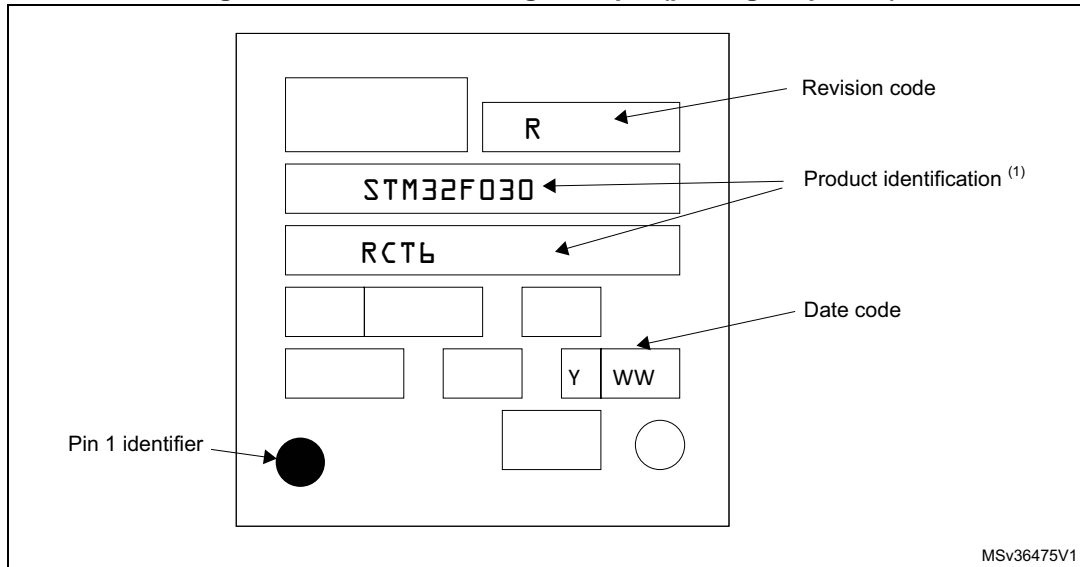 Revision code
R
Product identification (1)
STM32F030
RCT6
Date code
Y WW
Pin 1 identifier
MSv36475V1